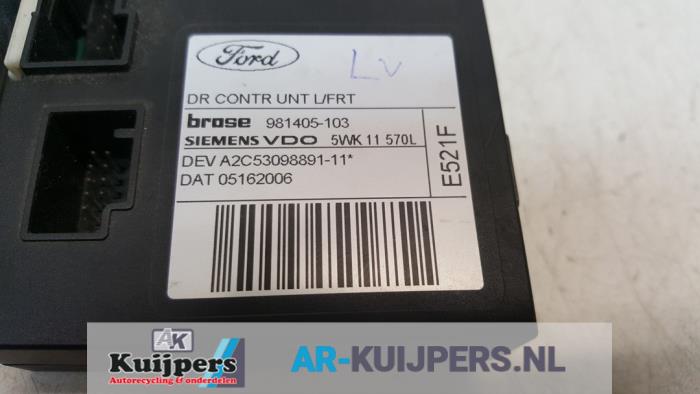 Ford
LV
DR CONTR UNT L/FRT
brose 981405-103
SIEMENS VDO 5WK 11 570L
DEV A2C53098891-11*
DAT 05162006
E521F
AK
Kuijpers
Autorecycling & onderdelen
AR-KUIJPERS.NL